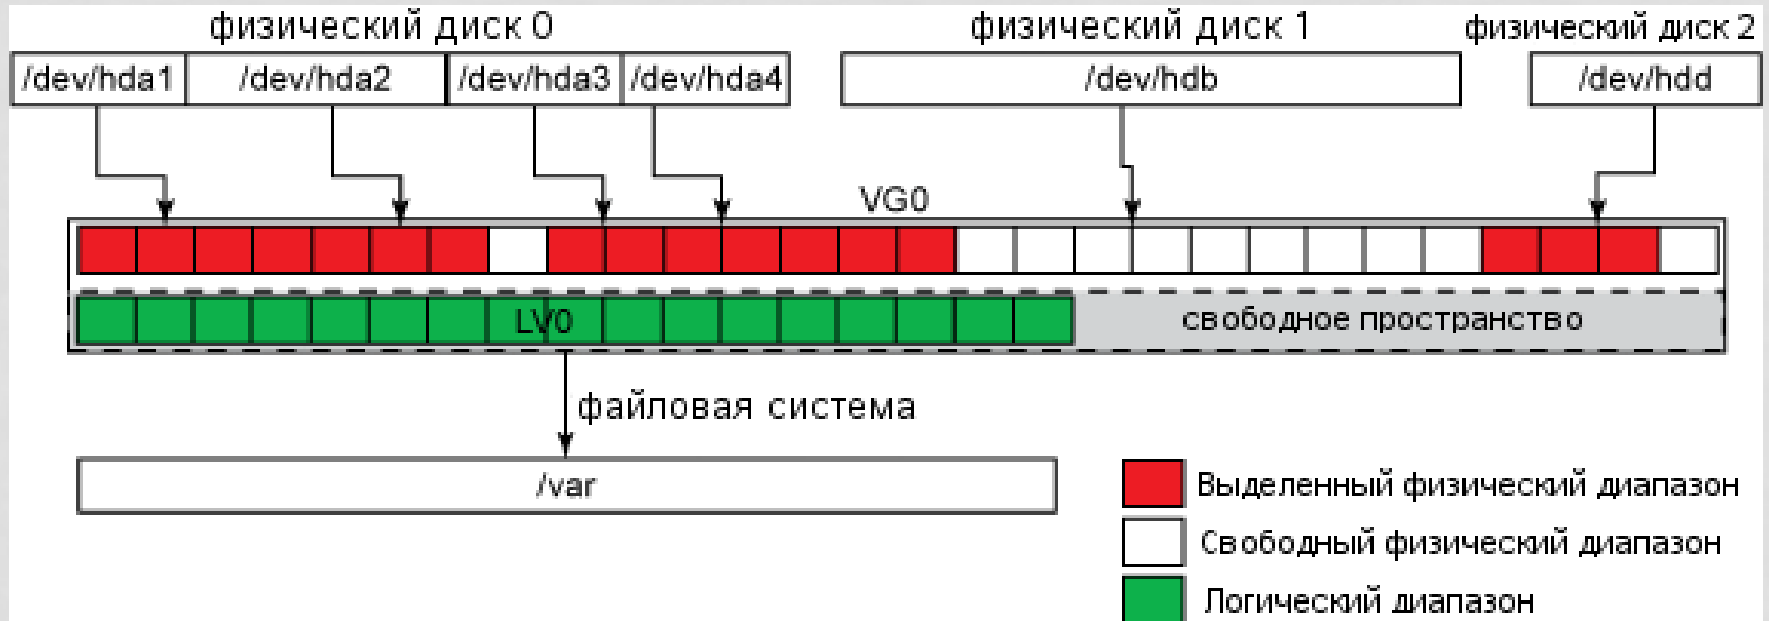 физический диск 0
физический диск 1
физический диск 2
/dev/hda1
/dev/hda2
/dev/hda3
/dev/hda4
/dev/hdb
/dev/hdd
VG0
LV0
свободное пространство
файловая система
/var
Выделенный физический диапазон
Свободный физический диапазон
Логический диапазон